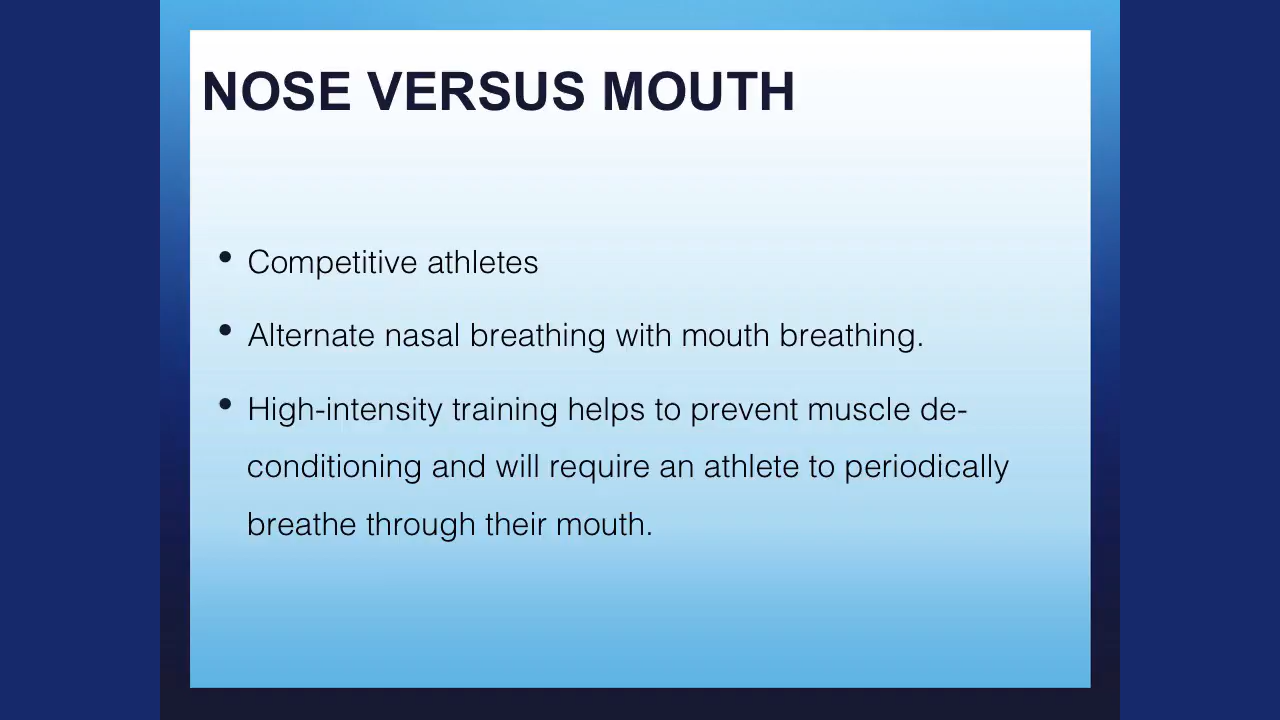 NOSE VERSUS MOUTH
• Competitive athletes
• Alternate nasal breathing with mouth breathing.
• High-intensity training helps to prevent muscle de-
conditioning and will require an athlete to periodically
breathe through their mouth.